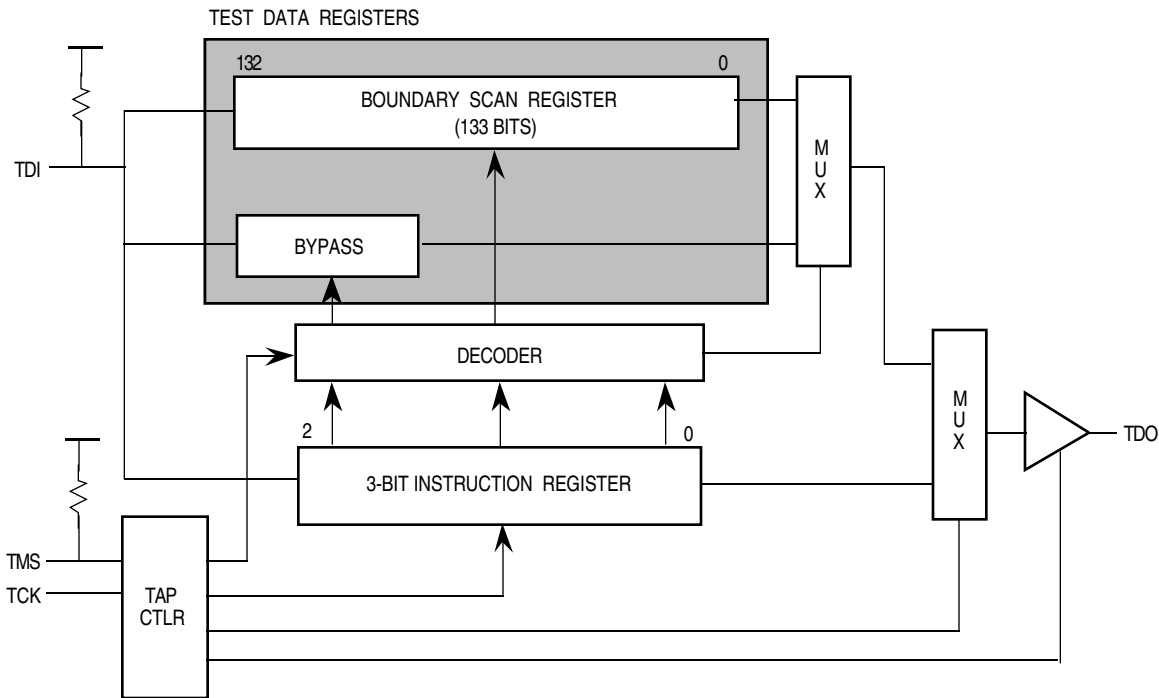 TEST DATA REGISTERS
132
0
BOUNDARY SCAN REGISTER
(133 BITS)
M
U
X
TDI
BYPASS
DECODER
M
U
X
2
0
TDO
3-BIT INSTRUCTION REGISTER
TMS
TCK
TAP
CTLR